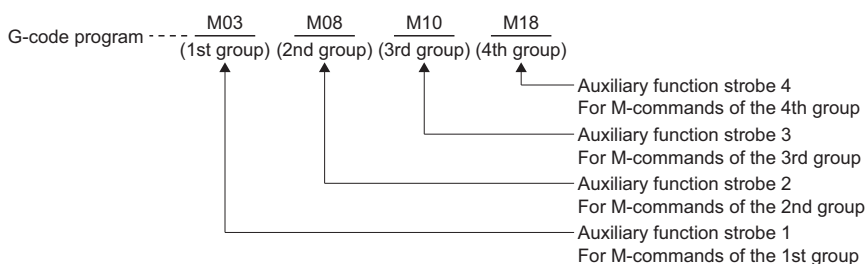 G-code program M03 M08 M10 M18
(1st group) (2nd group) (3rd group) (4th group)
Auxiliary function strobe 4
For M-commands of the 4th group
Auxiliary function strobe 3
For M-commands of the 3rd group
Auxiliary function strobe 2
For M-commands of the 2nd group
Auxiliary function strobe 1
For M-commands of the 1st group